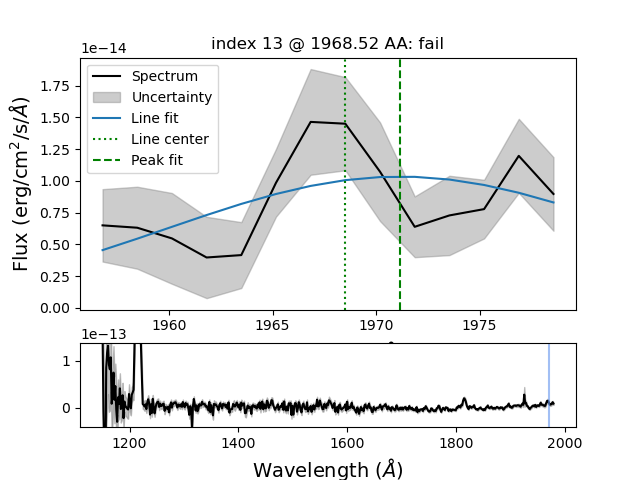 index 13 @ 1968.52 AA: fail
1e−14
Spectrum
Uncertainty
Line fit
Line center
Peak fit
Flux (erg/cm²/s/Å)
1.75
1.50
1.25
1.00
0.75
0.50
0.25
0.00
1960 1965 1970 1975
1e−13
1
0
1200 1400 1600 1800 2000
Wavelength (Å)